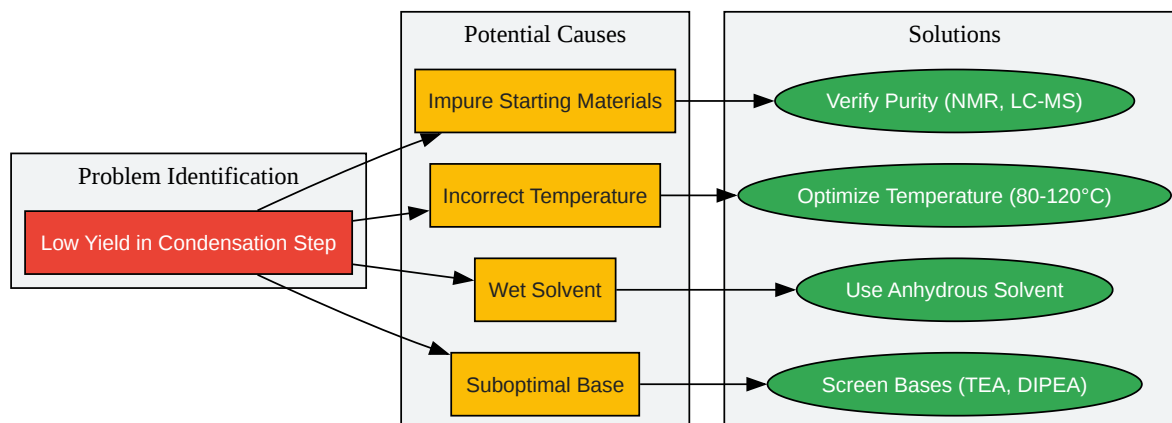 Potential Causes
Solutions
Impure Starting Materials
Verify Purity (NMR, LC-MS)
Problem Identification
Incorrect Temperature
Optimize Temperature (80-120°C)
Low Yield in Condensation Step
Wet Solvent
Use Anhydrous Solvent
Suboptimal Base
Screen Bases (TEA, DIPEA)